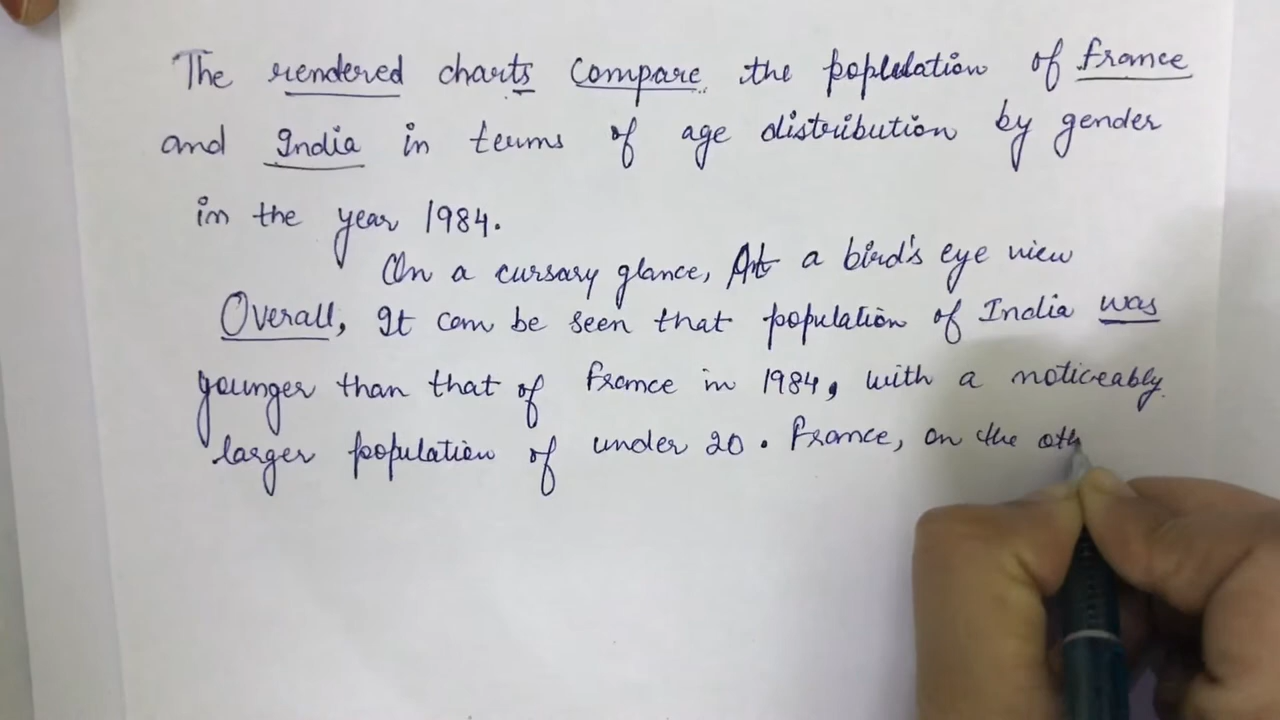 The rendered charts compare the poplulation of France
and India in terms of age distribution by gender
in the year 1984.
On a cursary glance, At a bird's eye view
Overall, It can be seen that population of India was
younger than that of France in 1984, with a noticeably
larger population of under 20. France, on the oth